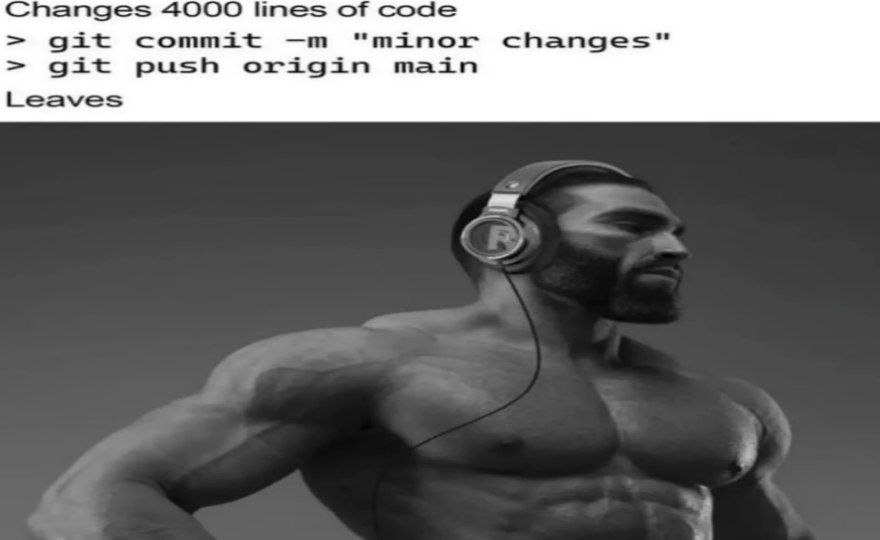 Changes 4000 lines of code
> git commit –m "minor changes"
> git push origin main
Leaves
R